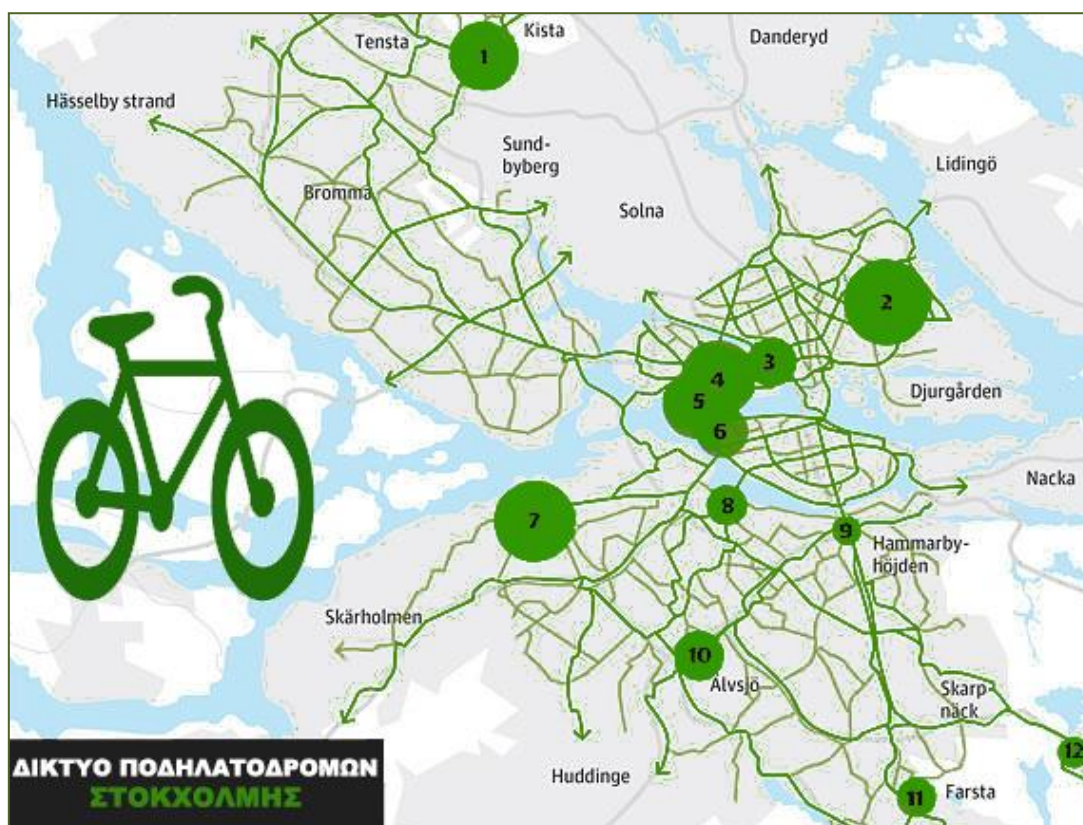 Kista
Tensta
1
Danderyd
Hässelby strand
Sund-
byberg
Lidingö
Bromma
Solna
2
3
4
5
Djurgården
6
Nacka
7
8
9
Hammarby-
höjden
Skärholmen
10
Älvsjö
Skarp-
näck
12
Huddinge
11
Farsta
ΔΙΚΤΥΟ ΠΟΔΗΛΑΤΟΔΡΟΜΩΝ
ΣΤΟΚΧΟΛΜΗΣ